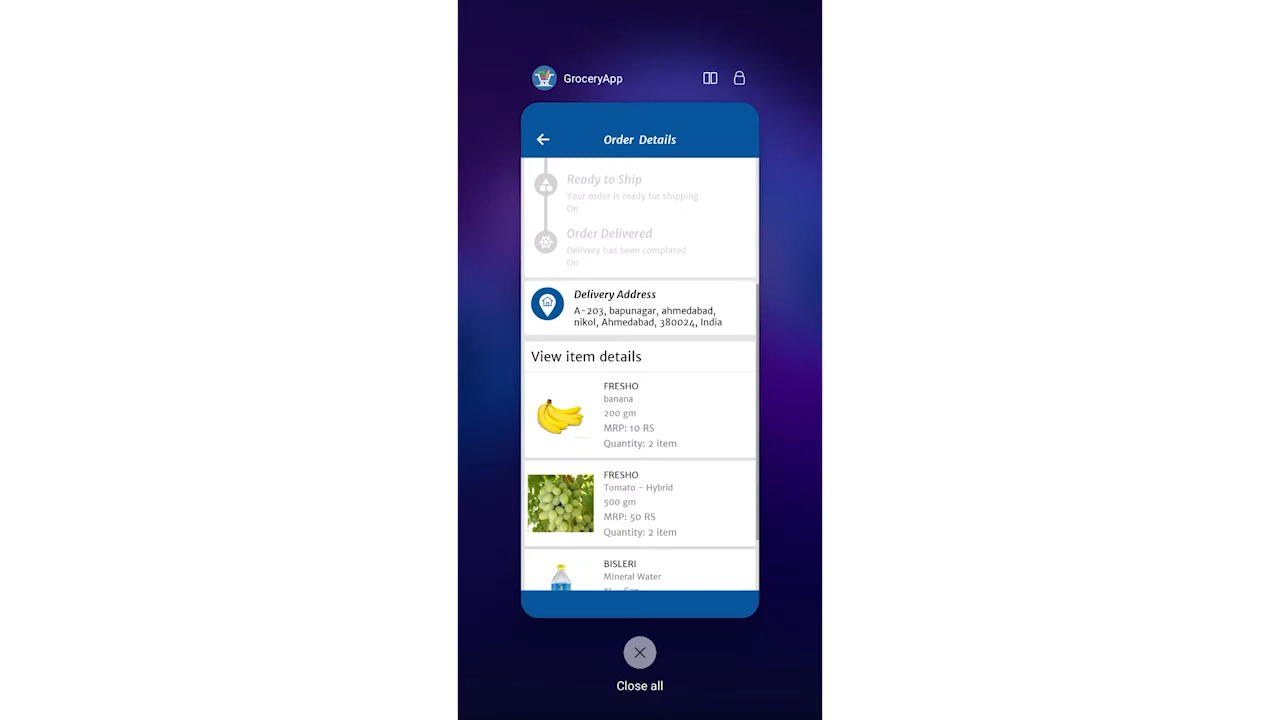 GroceryApp
Order Details
Ready to Ship
Your order is ready for shipping
On
Order Delivered
Delivery has been complated
On
Delivery Address
A-203, bapunagar, ahmedabad,
nikol, Ahmedabad, 380024, India
View item details
FRESHO
banana
200 gm
MRP: 10 RS
Quantity: 2 item
FRESHO
Tomato - Hybrid
500 gm
MRP: 50 RS
Quantity: 2 item
BISLERI
Mineral Water
Close all